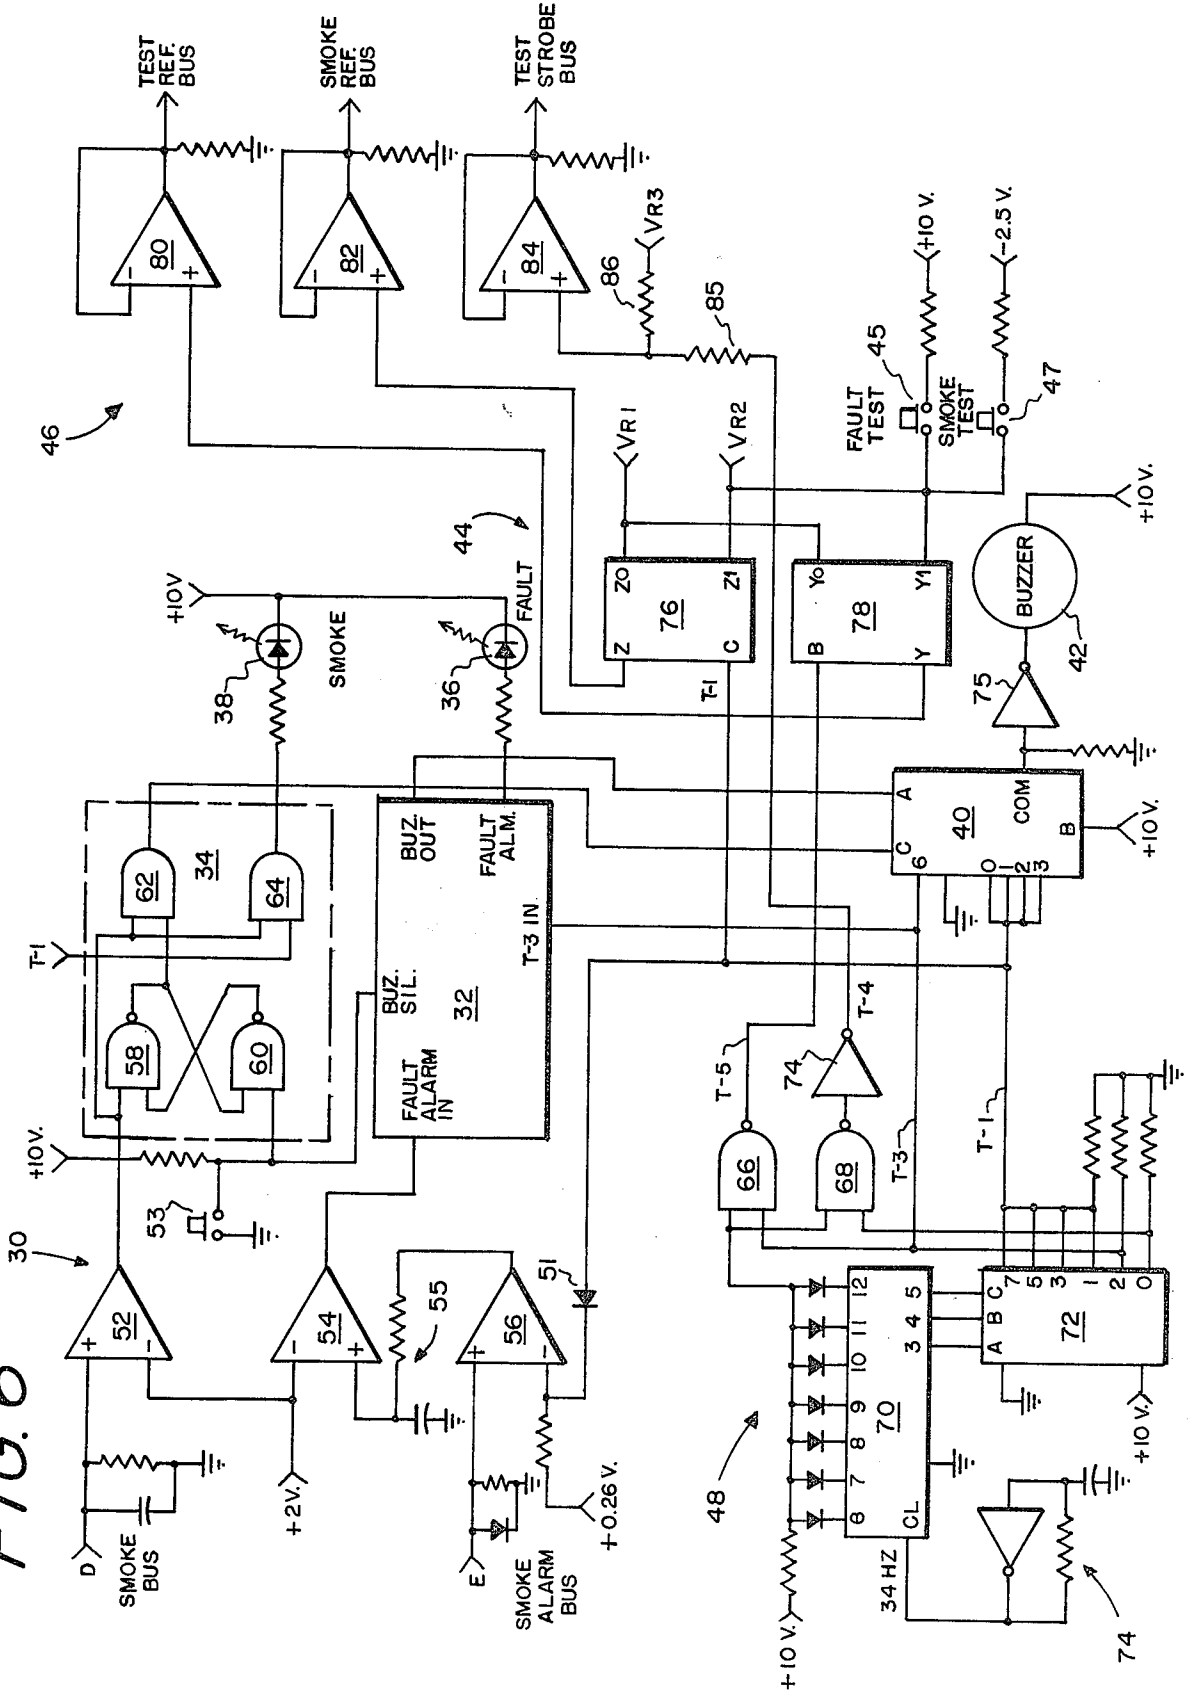 FIG. 6
30
D
SMOKE
BUS
+2V.
E
SMOKE
ALARM
BUS
+0.26 V.
52
+
-
54
-
+
55
56
+
-
51
53
+10V.
T-1
58
60
62
64
34
BUZ.
SIL.
BUZ.
OUT
FAULT
ALARM
IN
32
FAULT
ALM.
T-3 IN
38
+10V
SMOKE
36
FAULT
44
46
80
-
+
TEST
REF.
BUS
82
-
+
SMOKE
REF.
BUS
84
-
+
TEST
STROBE
BUS
86
VR3
85
VR1
VR2
Z
Z0
76
C
Z1
T-1
B
Y0
78
Y
Y1
FAULT
TEST
45
+10 V.
SMOKE
TEST
47
-2.5 V.
BUZZER
42
+10V.
75
A
C
40
6
COM
0
1
2
3
B
+10V.
T-5
74
T-4
66
68
T-3
T-1
48
+10 V.
6
7
8
9
10
11
12
70
CL
3
4
5
34 HZ
74
A
B
C
72
7
5
3
1
2
0
+10 V.